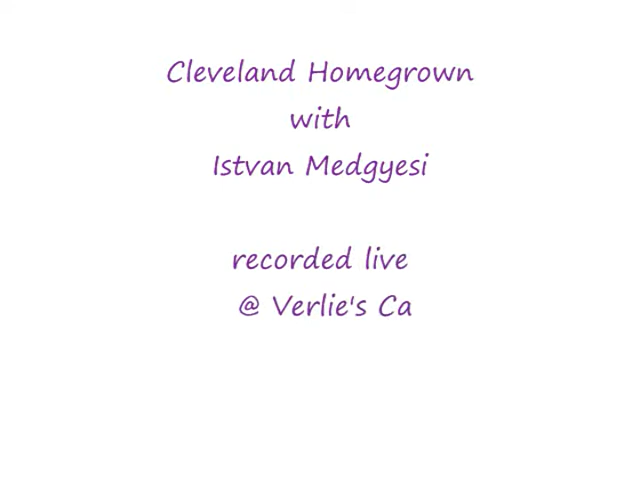 Cleveland Homegrown
with
Istvan Medgyesi
recorded live
@ Verlie's Ca